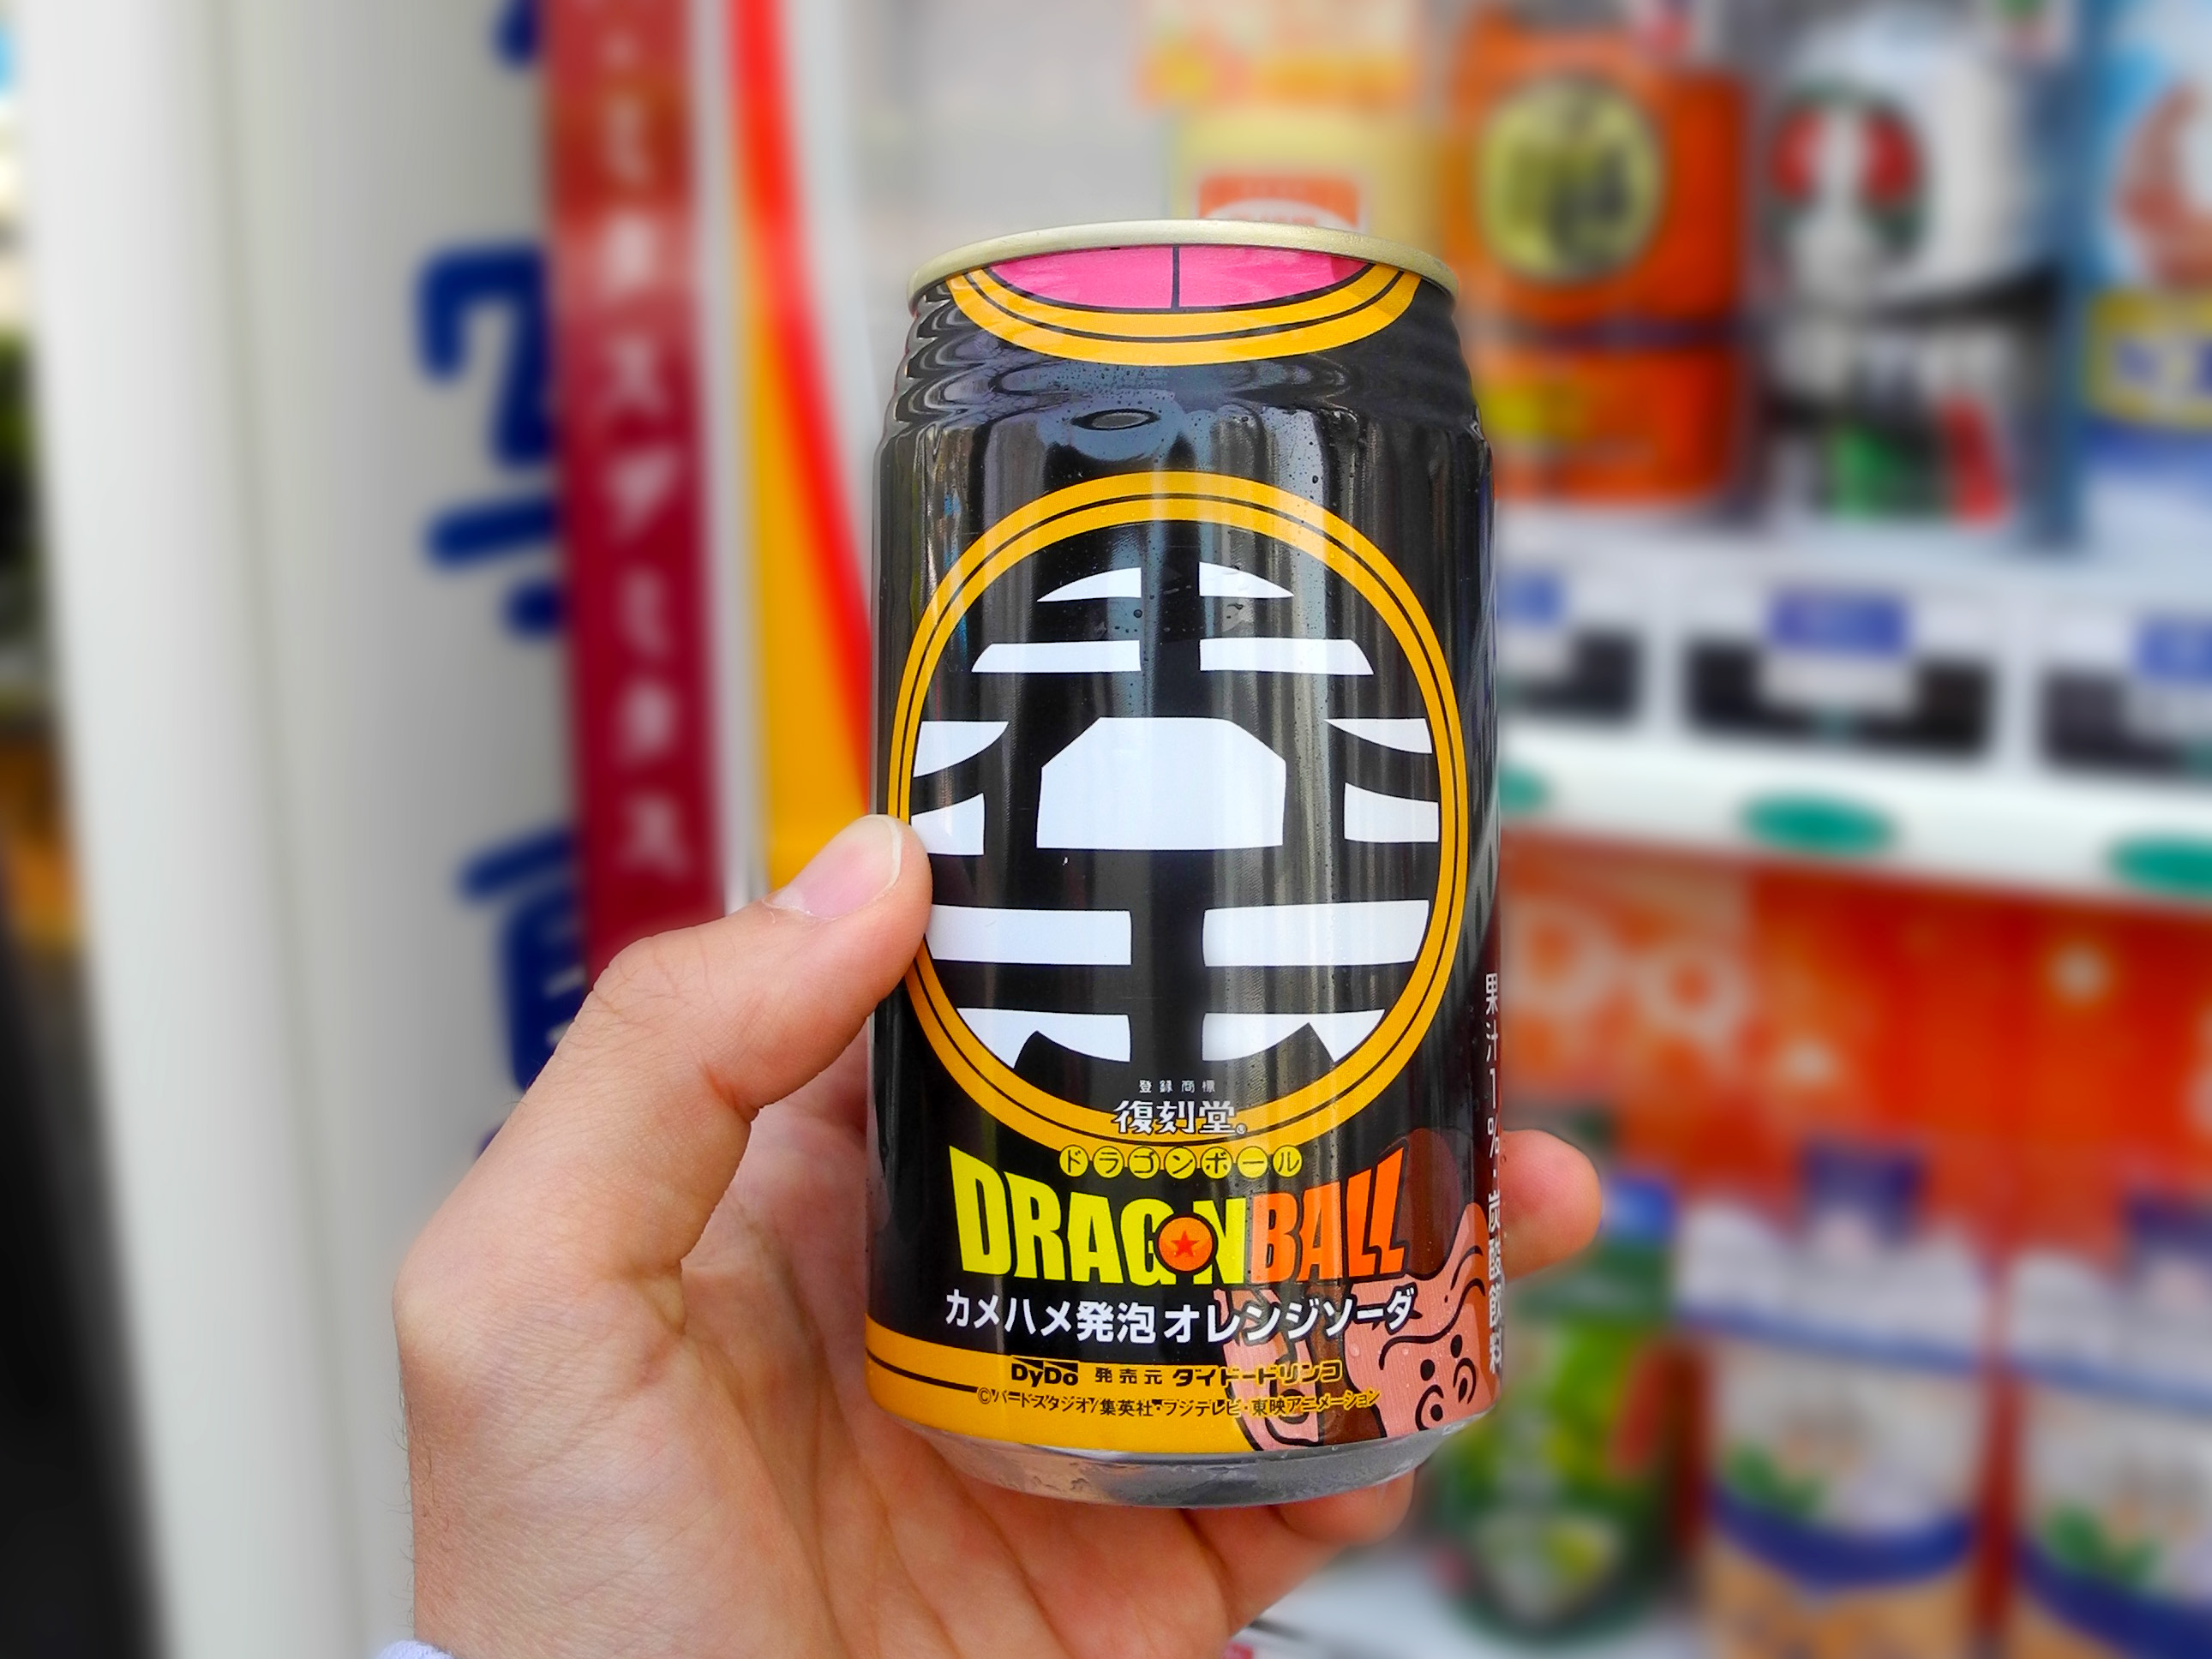 登録商標
復刻堂®
ドラゴンボール
DRAGON BALL
カメハメ発泡オレンジソーダ
DyDo 発売元 ダイドードリンコ
©バードスタジオ/集英社・フジテレビ・東映アニメーション
果汁1%・炭酸飲料